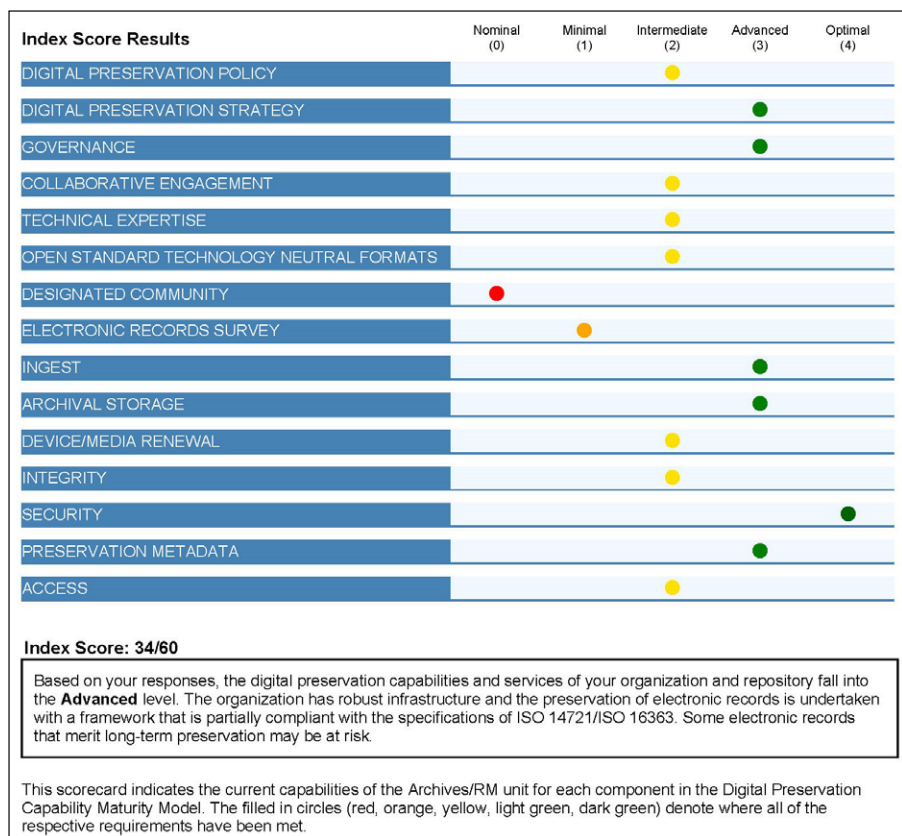 Index Score Results
Nominal (0)
Minimal (1)
Intermediate (2)
Advanced (3)
Optimal (4)
DIGITAL PRESERVATION POLICY
DIGITAL PRESERVATION STRATEGY
GOVERNANCE
COLLABORATIVE ENGAGEMENT
TECHNICAL EXPERTISE
OPEN STANDARD TECHNOLOGY NEUTRAL FORMATS
DESIGNATED COMMUNITY
ELECTRONIC RECORDS SURVEY
INGEST
ARCHIVAL STORAGE
DEVICE/MEDIA RENEWAL
INTEGRITY
SECURITY
PRESERVATION METADATA
ACCESS
Index Score: 34/60
Based on your responses, the digital preservation capabilities and services of your organization and repository fall into
the Advanced level. The organization has robust infrastructure and the preservation of electronic records is undertaken
with a framework that is partially compliant with the specifications of ISO 14721/ISO 16363. Some electronic records
that merit long-term preservation may be at risk.
This scorecard indicates the current capabilities of the Archives/RM unit for each component in the Digital Preservation
Capability Maturity Model. The filled in circles (red, orange, yellow, light green, dark green) denote where all of the
respective requirements have been met.